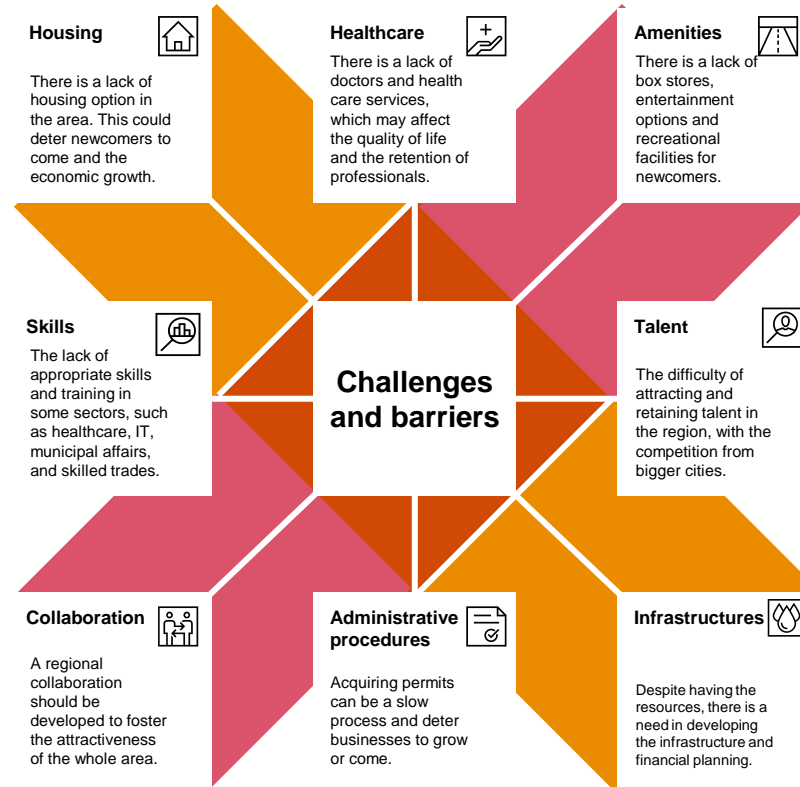 Housing
There is a lack of
housing option in
the area. This could
deter newcomers to
come and the
economic growth.
Healthcare
There is a lack of
doctors and health
care services,
which may affect
the quality of life
and the retention of
professionals.
Amenities
There is a lack of
box stores,
entertainment
options and
recreational
facilities for
newcomers.
Skills
The lack of
appropriate skills
and training in
some sectors, such
as healthcare, IT,
municipal affairs,
and skilled trades.
Challenges
and barriers
Talent
The difficulty of
attracting and
retaining talent in
the region, with the
competition from
bigger cities.
Collaboration
A regional
collaboration
should be
developed to foster
the attractiveness
of the whole area.
Administrative
procedures
Acquiring permits
can be a slow
process and deter
businesses to grow
or come.
Infrastructures
Despite having the
resources, there is a
need in developing
the infrastructure and
financial planning.